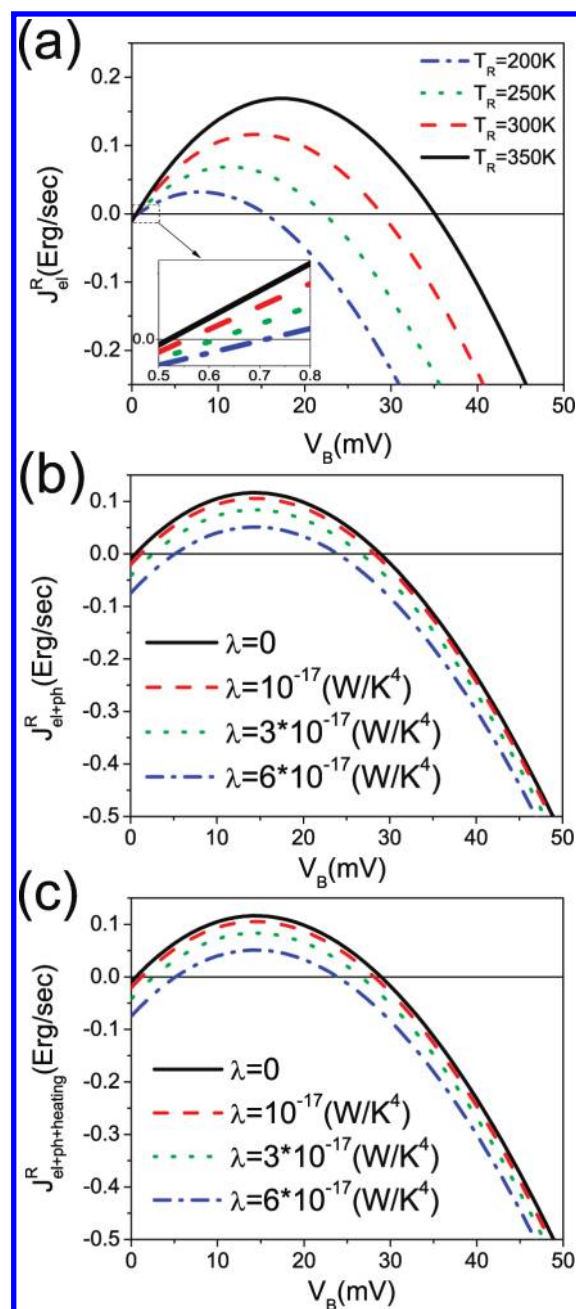 (a)
T_R=200K
T_R=250K
T_R=300K
T_R=350K
J^R_el(Erg/sec)
0.2
0.1
0.0
-0.1
-0.2
0.0
0.5 0.6 0.7 0.8
0 10 20 30 40 50
V_B(mV)
(b)
J^R_el+ph(Erg/sec)
0.1
0.0
-0.1
-0.2
-0.3
-0.4
-0.5
λ=0
λ=10^-17(W/K^4)
λ=3*10^-17(W/K^4)
λ=6*10^-17(W/K^4)
0 10 20 30 40 50
V_B(mV)
(c)
J^R_el+ph+heating(Erg/sec)
0.1
0.0
-0.1
-0.2
-0.3
-0.4
-0.5
λ=0
λ=10^-17(W/K^4)
λ=3*10^-17(W/K^4)
λ=6*10^-17(W/K^4)
0 10 20 30 40 50
V_B(mV)